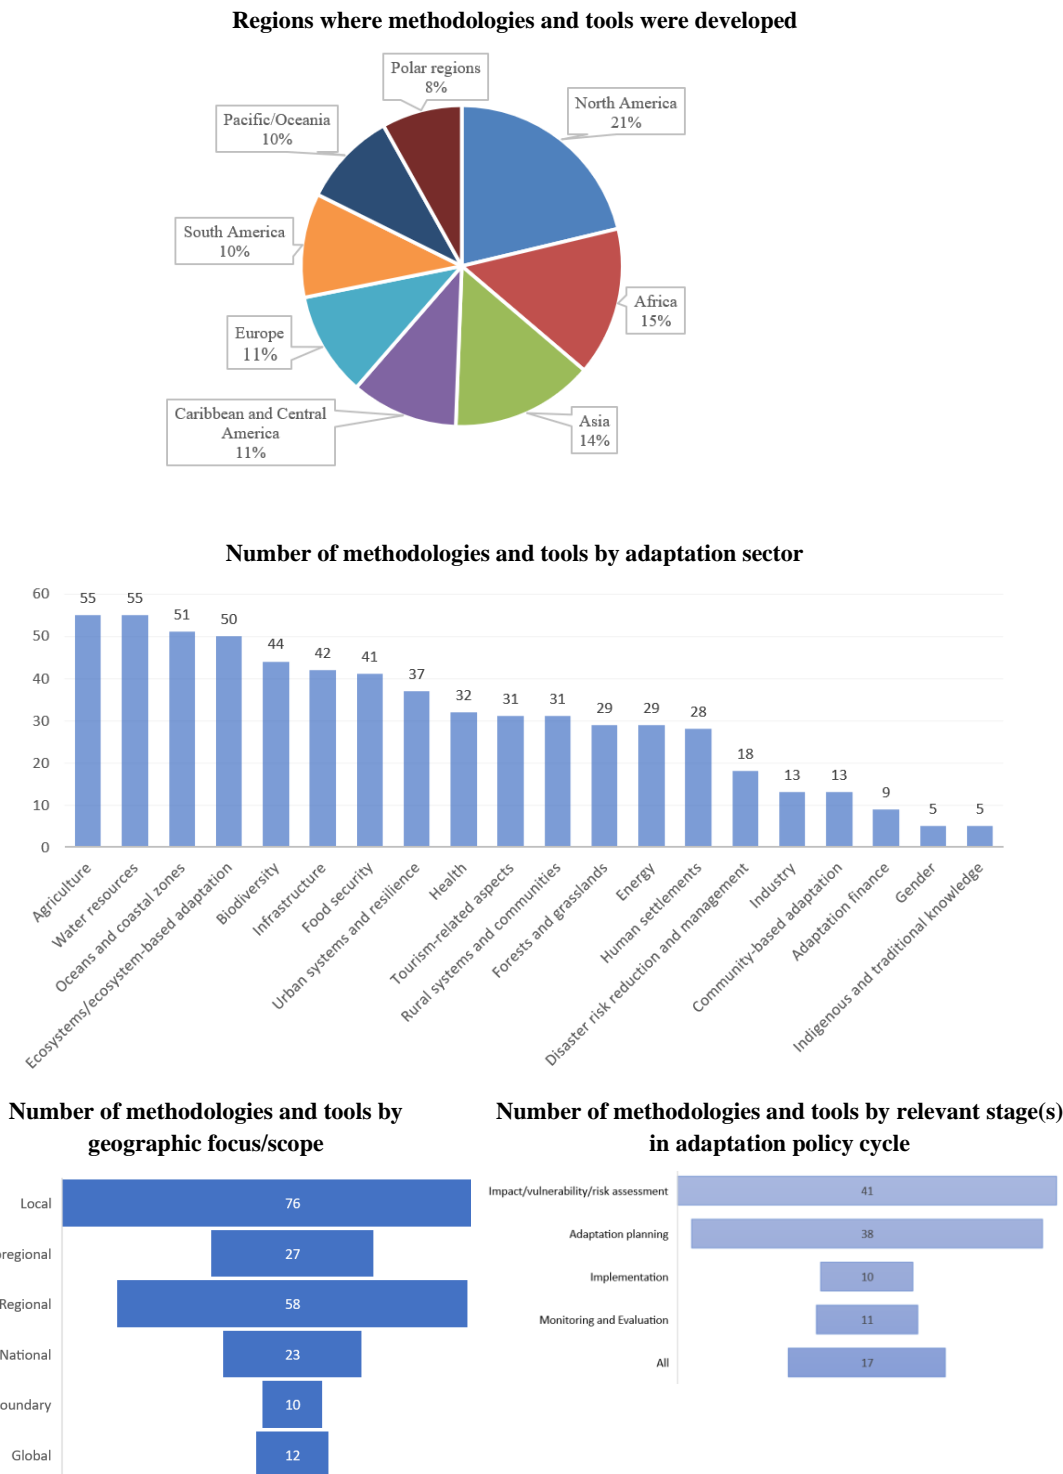 Regions where methodologies and tools were developed
Polar regions
8%
North America
21%
Pacific/Oceania
10%
South America
10%
Africa
15%
Europe
11%
Caribbean and Central
America
11%
Asia
14%
Number of methodologies and tools by adaptation sector
60
50
40
30
20
10
0
55
55
51
50
44
42
41
37
32
31
31
29
29
28
18
13
13
9
5
5
Agriculture
Water resources
Oceans and coastal zones
Ecosystems/ecosystem-based adaptation
Biodiversity
Infrastructure
Food security
Urban systems and resilience
Health
Tourism-related aspects
Rural systems and communities
Forests and grasslands
Energy
Human settlements
Disaster risk reduction and management
Industry
Community-based adaptation
Adaptation finance
Gender
Indigenous and traditional knowledge
Number of methodologies and tools by
geographic focus/scope
Local
76
regional
27
Regional
58
National
23
oundary
10
Global
12
Number of methodologies and tools by relevant stage(s)
in adaptation policy cycle
Impact/vulnerability/risk assessment
41
Adaptation planning
38
Implementation
10
Monitoring and Evaluation
11
All
17